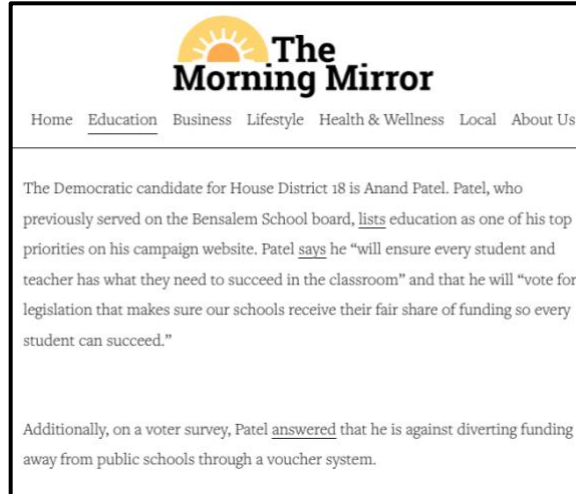 The
Morning Mirror
Home Education Business Lifestyle Health & Wellness Local About Us
The Democratic candidate for House District 18 is Anand Patel. Patel, who
previously served on the Bensalem School board, lists education as one of his top
priorities on his campaign website. Patel says he “will ensure every student and
teacher has what they need to succeed in the classroom” and that he will “vote for
legislation that makes sure our schools receive their fair share of funding so every
student can succeed.”
Additionally, on a voter survey, Patel answered that he is against diverting funding
away from public schools through a voucher system.